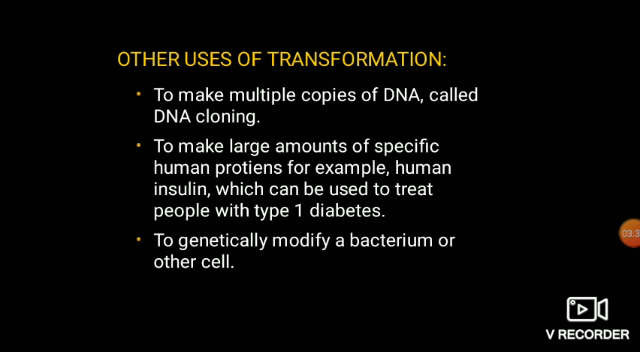 OTHER USES OF TRANSFORMATION:
• To make multiple copies of DNA, called
DNA cloning.
• To make large amounts of specific
human protiens for example, human
insulin, which can be used to treat
people with type 1 diabetes.
• To genetically modify a bacterium or
other cell.
03:3
V RECORDER